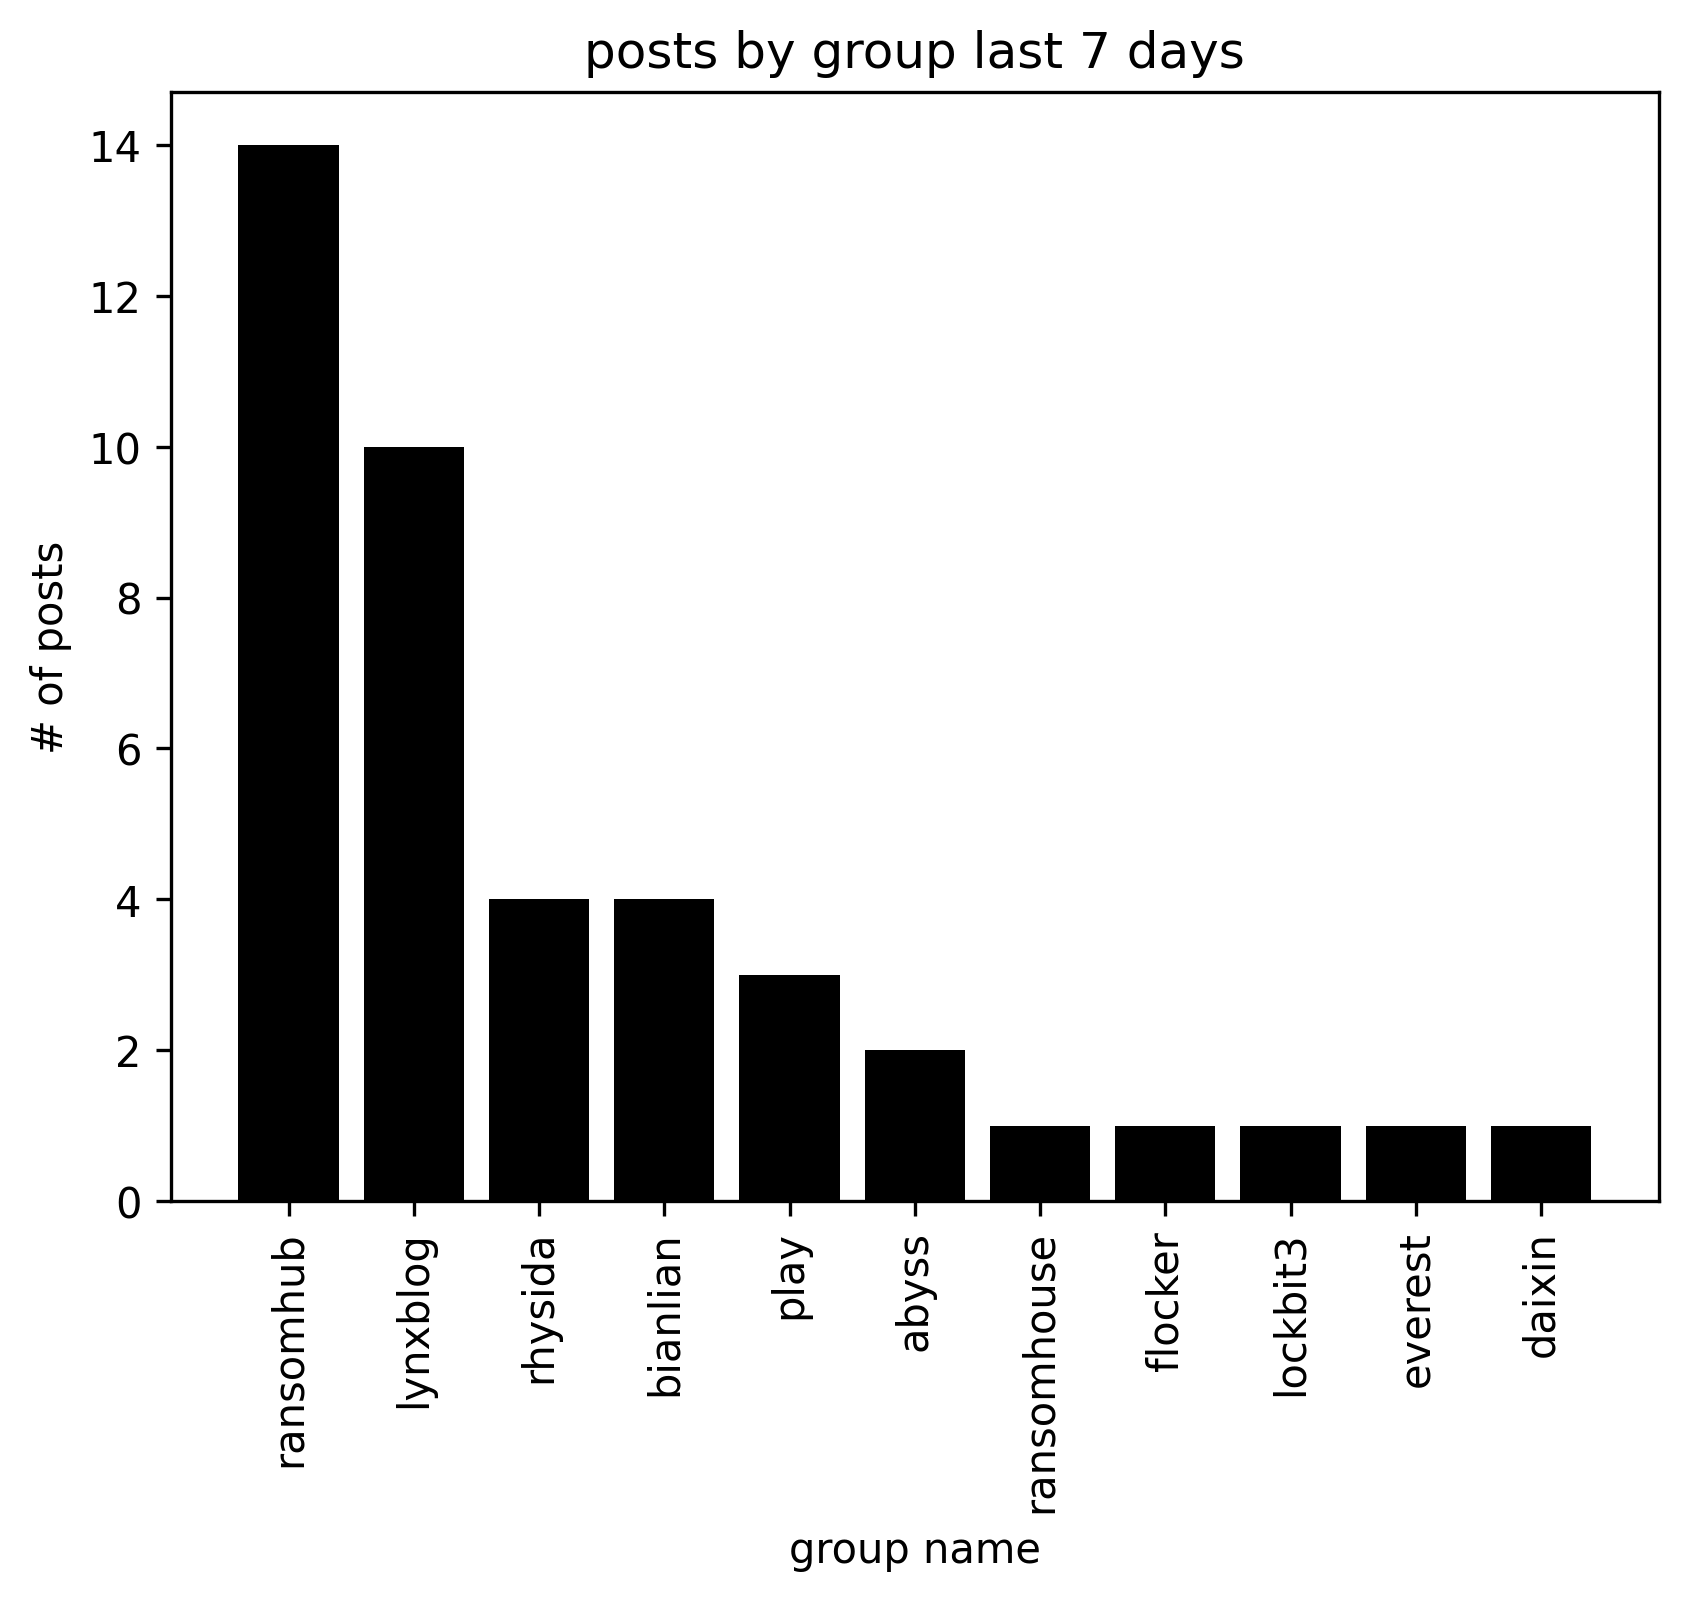 posts by group last 7 days
14
12
10
8
6
4
2
0
# of posts
ransomhub
lynxblog
rhysida
bianlian
play
abyss
ransomhouse
flocker
lockbit3
everest
daixin
group name